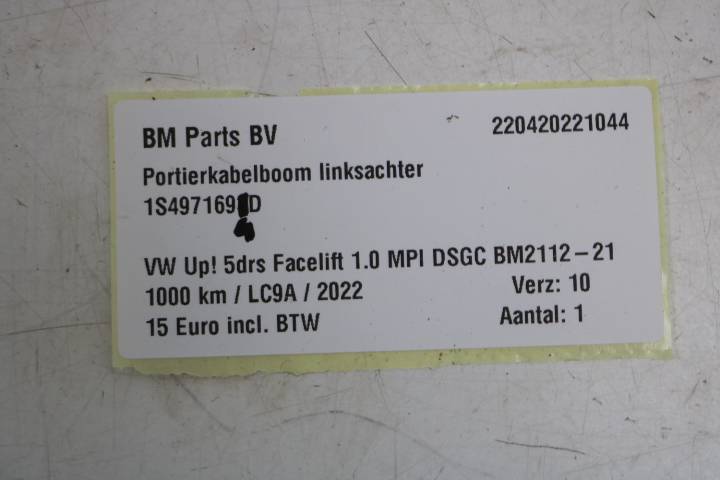 BM Parts BV 220420221044
Portierkabelboom linksachter
4
VW Up! 5drs Facelift 1.0 MPI DSGC BM2112-21
1000 km / LC9A / 2022 Verz: 10
15 Euro incl. BTW Aantal: 1